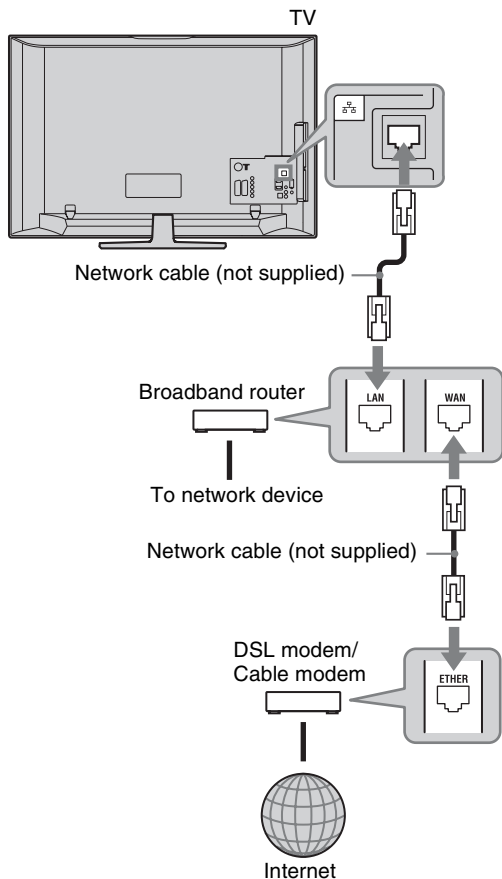 TV
Network cable (not supplied)
Broadband router
LAN
WAN
To network device
Network cable (not supplied)
DSL modem/
Cable modem
ETHER
Internet